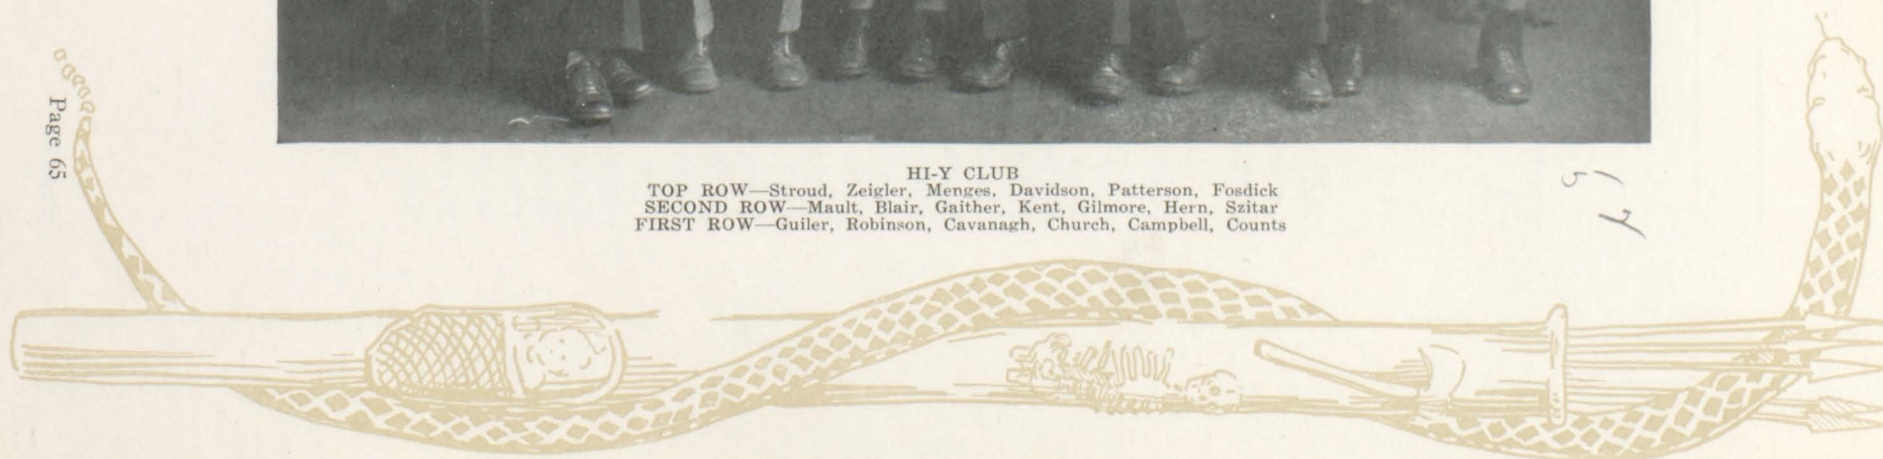 HI-Y CLUB
TOP ROW—Stroud, Zeigler, Menges, Davidson, Patterson, Fosdick
SECOND ROW—Mault, Blair, Gaither, Kent, Gilmore, Hern, Szitar
FIRST ROW—Guiler, Robinson, Cavanagh, Church, Campbell, Counts
Page 65